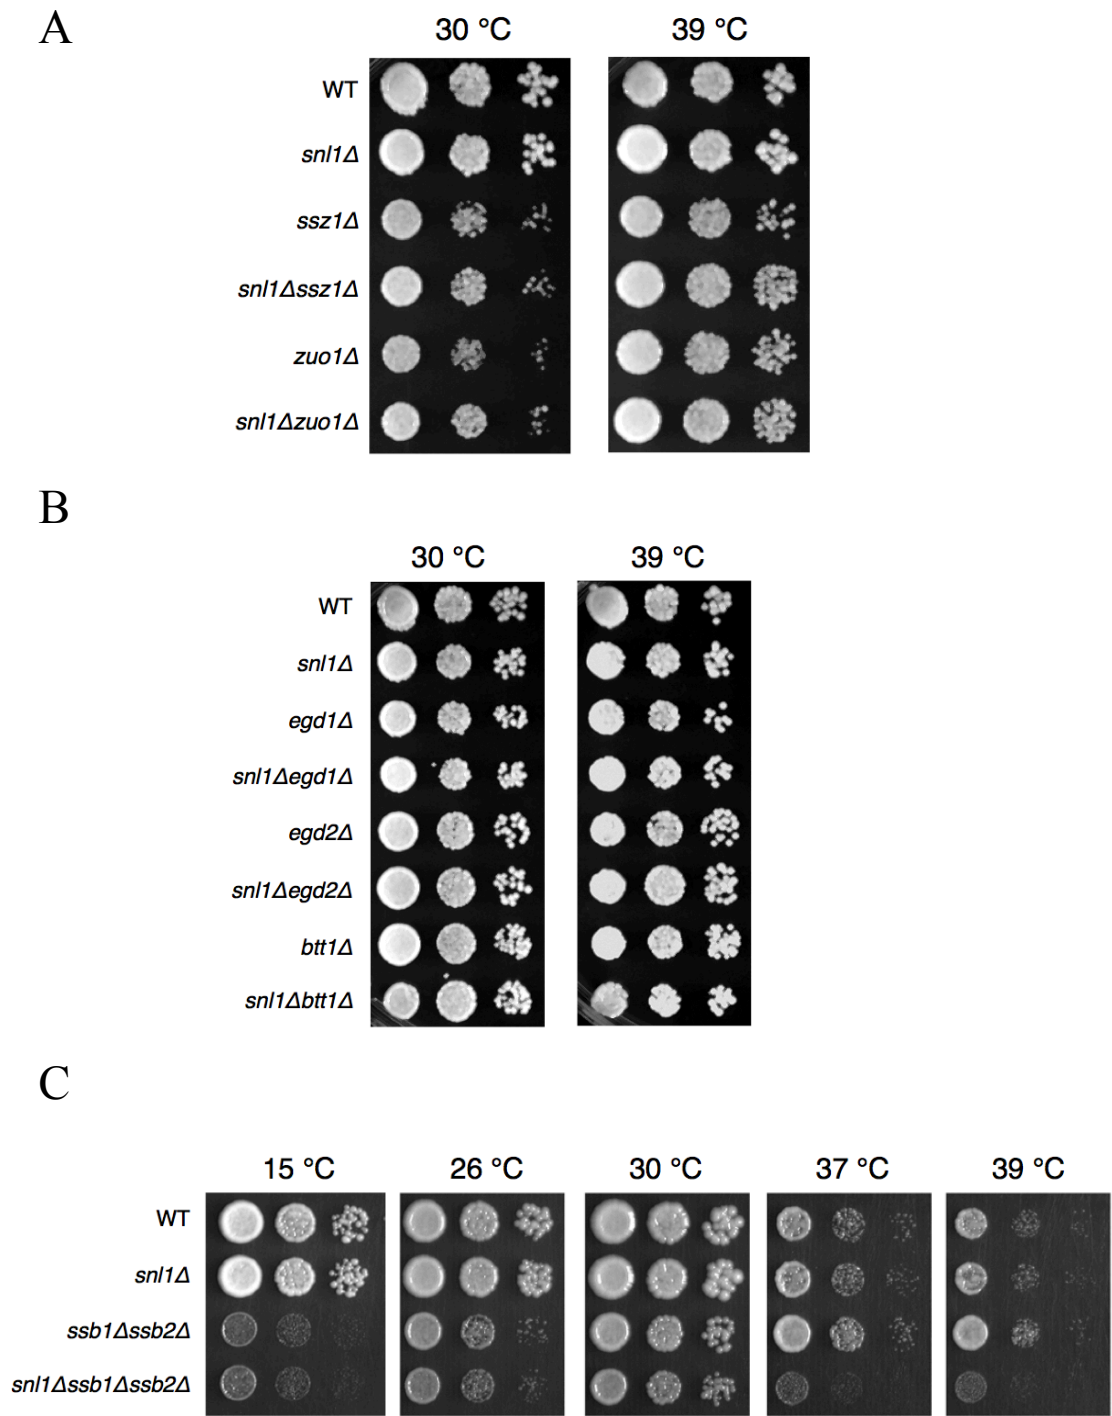 A
30 °C 39 °C
WT
snl1Δ
ssz1Δ
snl1Δssz1Δ
zuo1Δ
snl1Δzuo1Δ
B
30 °C 39 °C
WT
snl1Δ
egd1Δ
snl1Δegd1Δ
egd2Δ
snl1Δegd2Δ
btt1Δ
snl1Δbtt1Δ
C
15 °C 26 °C 30 °C 37 °C 39 °C
WT
snl1Δ
ssb1Δssb2Δ
snl1Δssb1Δssb2Δ